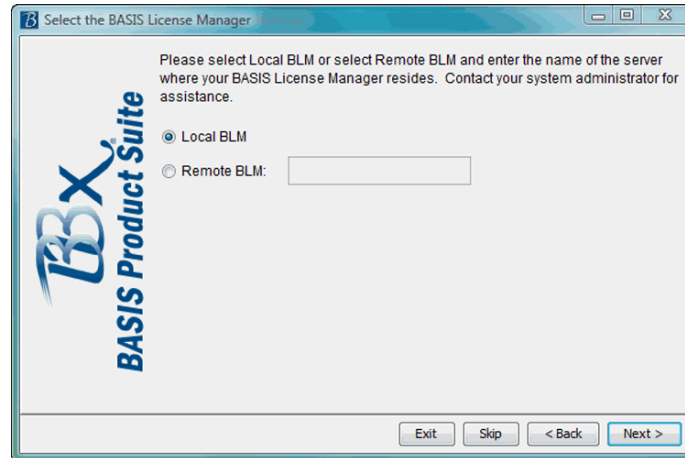 Select the BASIS License Manager
Please select Local BLM or select Remote BLM and enter the name of the server
where your BASIS License Manager resides.  Contact your system administrator for
assistance.
Local BLM
Remote BLM:
BBx®
BASIS Product Suite
Exit
Skip
< Back
Next >